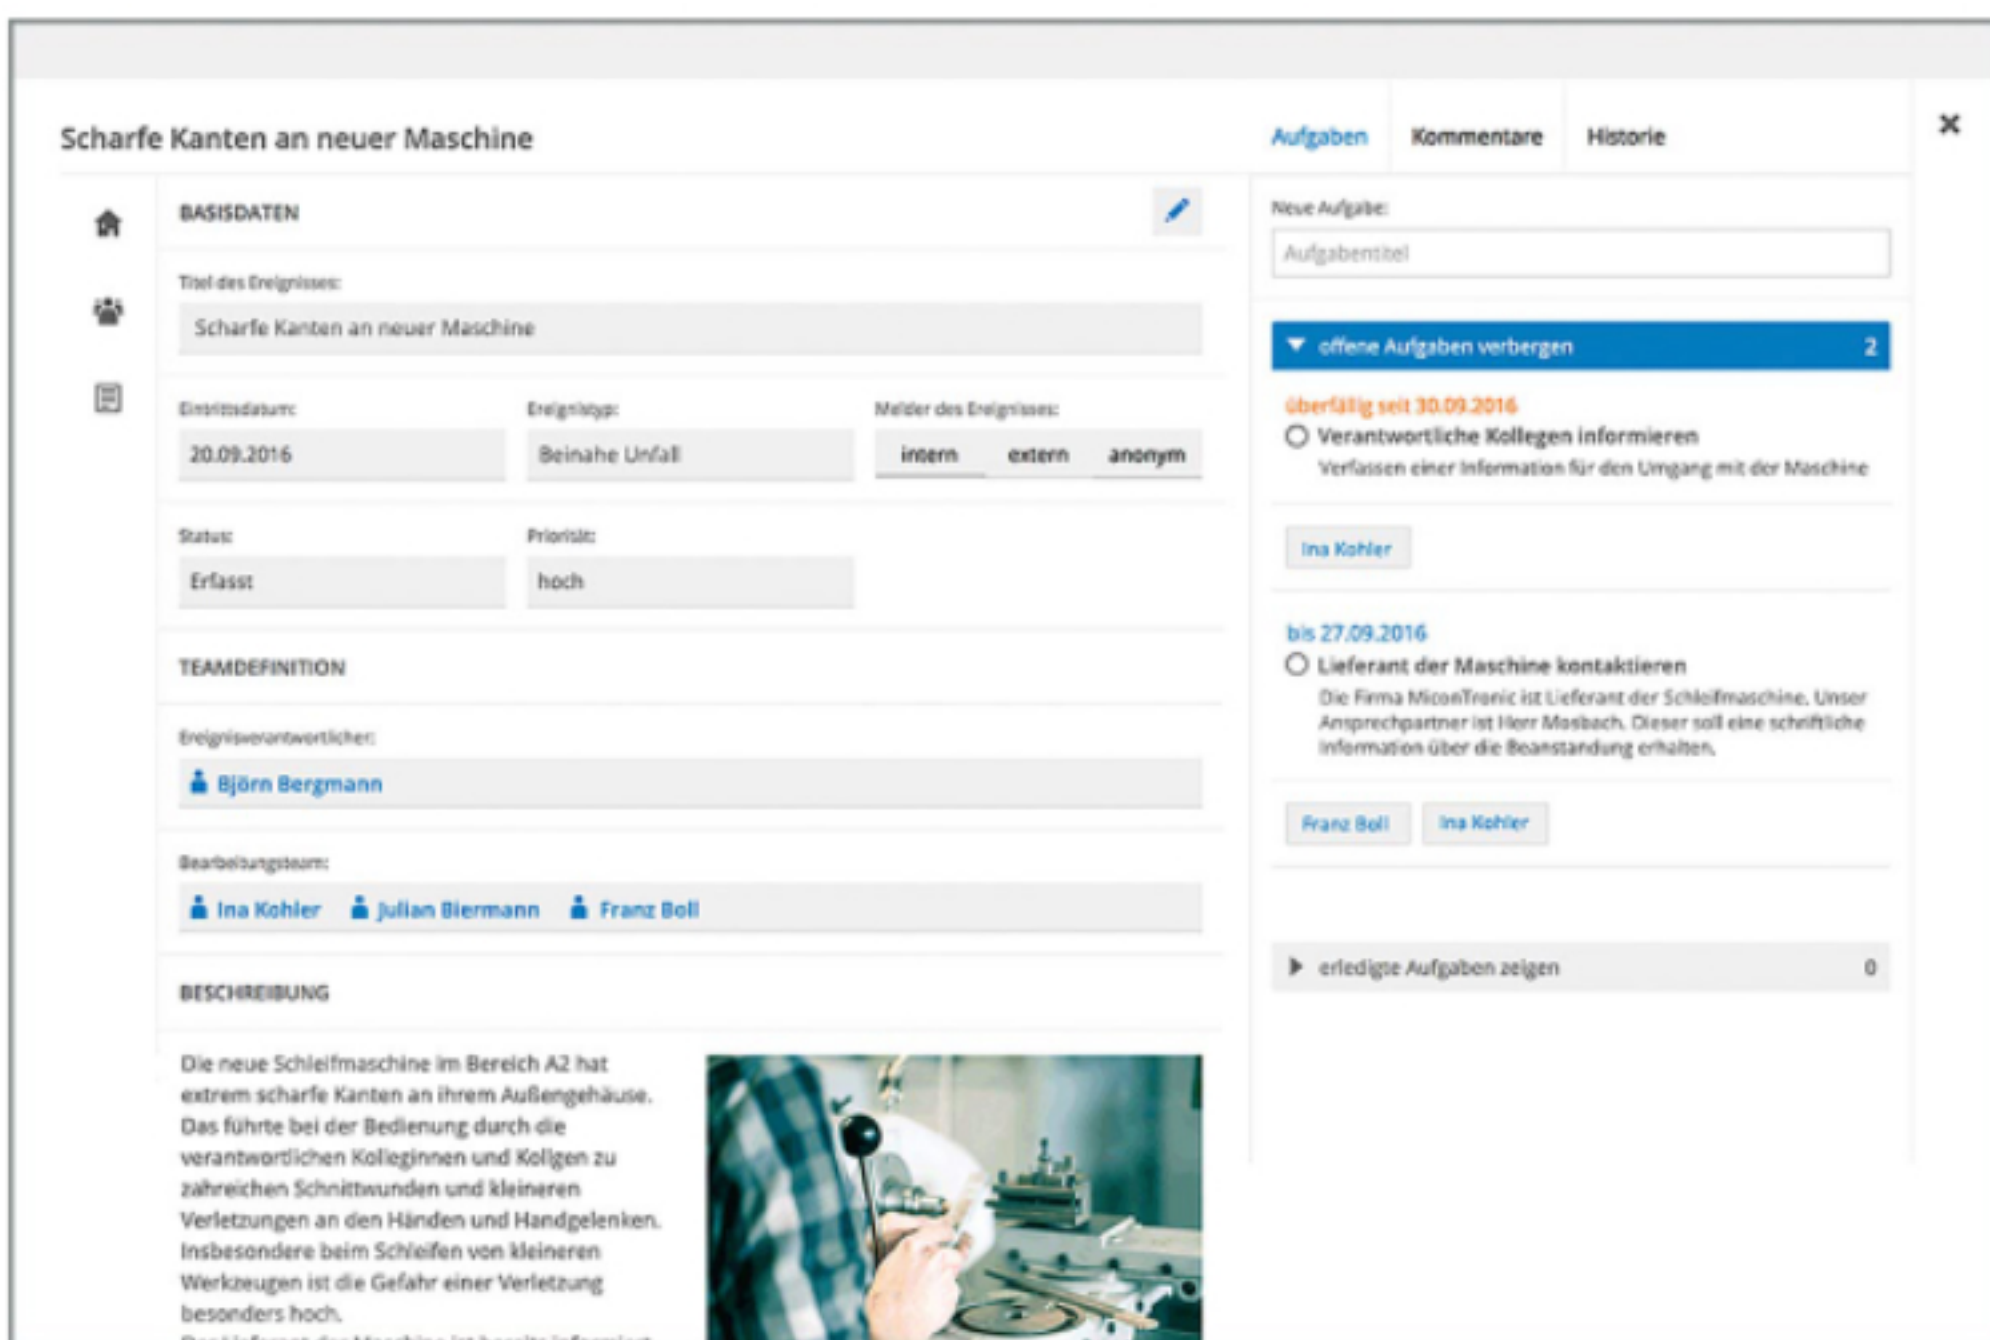 Scharfe Kanten an neuer Maschine
Aufgaben Kommentare Historie
BASISDATEN
Titel des Ereignisses:
Scharfe Kanten an neuer Maschine
Eintrittsdatum: Ereignistyp: Melder des Ereignisses:
20.09.2016 Beinahe Unfall intern extern anonym
Status: Priorität:
Erfasst hoch
TEAMDEFINITION
Ereignisverantwortlicher:
Björn Bergmann
Bearbeitungsteam:
Ina Kohler Julian Biermann Franz Boll
BESCHREIBUNG
Die neue Schleifmaschine im Bereich A2 hat
extrem scharfe Kanten an ihrem Außengehäuse.
Das führte bei der Bedienung durch die
verantwortlichen Kolleginnen und Kollgen zu
zahreichen Schnittwunden und kleineren
Verletzungen an den Händen und Handgelenken.
Insbesondere beim Schleifen von kleineren
Werkzeugen ist die Gefahr einer Verletzung
besonders hoch.
Der Lieferant der Maschine ist bereits informiert
Neue Aufgabe:
Aufgabentitel
offene Aufgaben verbergen 2
überfällig seit 30.09.2016
Verantwortliche Kollegen informieren
Verfassen einer Information für den Umgang mit der Maschine
Ina Kohler
bis 27.09.2016
Lieferant der Maschine kontaktieren
Die Firma MiconTronic ist Lieferant der Schleifmaschine. Unser
Ansprechpartner ist Herr Mosbach. Dieser soll eine schriftliche
Information über die Beanstandung erhalten.
Franz Boll Ina Kohler
erledigte Aufgaben zeigen 0